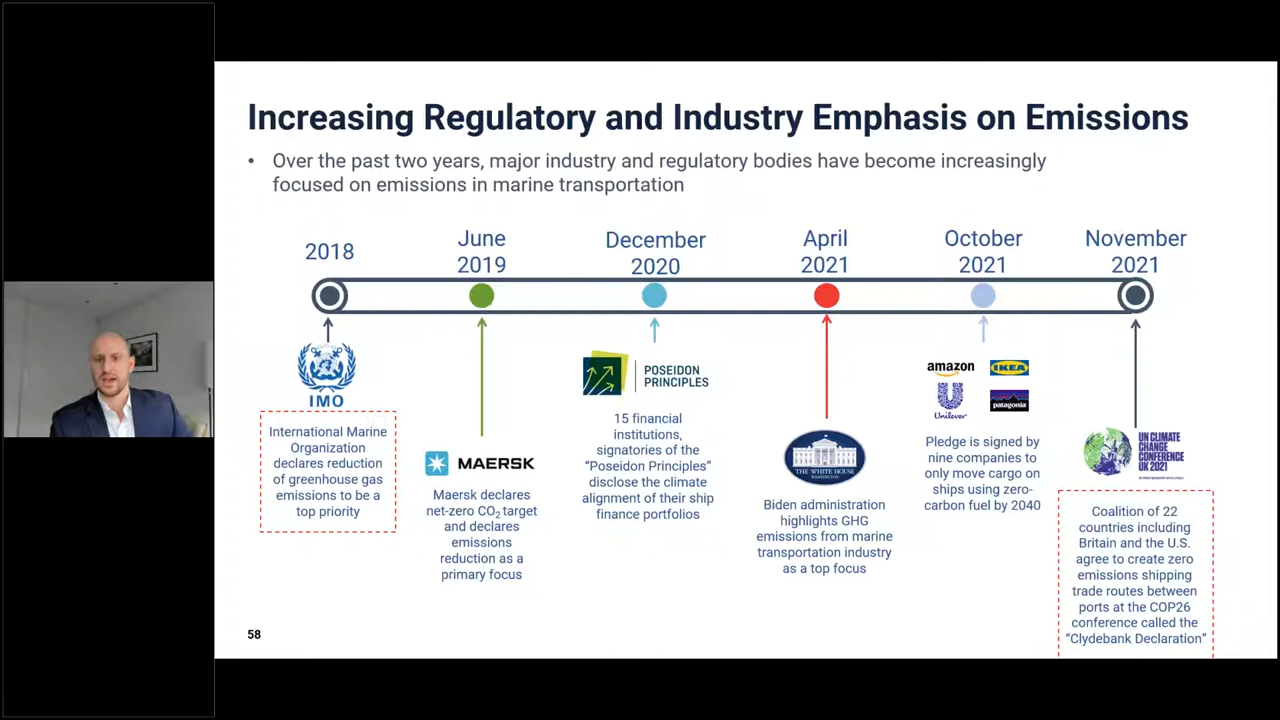 Increasing Regulatory and Industry Emphasis on Emissions
• Over the past two years, major industry and regulatory bodies have become increasingly
focused on emissions in marine transportation
2018
June
2019
December
2020
April
2021
October
2021
November
2021
IMO
International Marine
Organization
declares reduction
of greenhouse gas
emissions to be a
top priority
MAERSK
Maersk declares
net-zero CO2 target
and declares
emissions
reduction as a
primary focus
POSEIDON
PRINCIPLES
15 financial
institutions,
signatories of the
“Poseidon Principles”
disclose the climate
alignment of their ship
finance portfolios
THE WHITE HOUSE
WASHINGTON
Biden administration
highlights GHG
emissions from marine
transportation industry
as a top focus
amazon
IKEA
Unilever
patagonia
Pledge is signed by
nine companies to
only move cargo on
ships using zero-
carbon fuel by 2040
UN CLIMATE
CHANGE
CONFERENCE
UK 2021
IN PARTNERSHIP WITH ITALY
Coalition of 22
countries including
Britain and the U.S.
agree to create zero
emissions shipping
trade routes between
ports at the COP26
conference called the
“Clydebank Declaration”
58